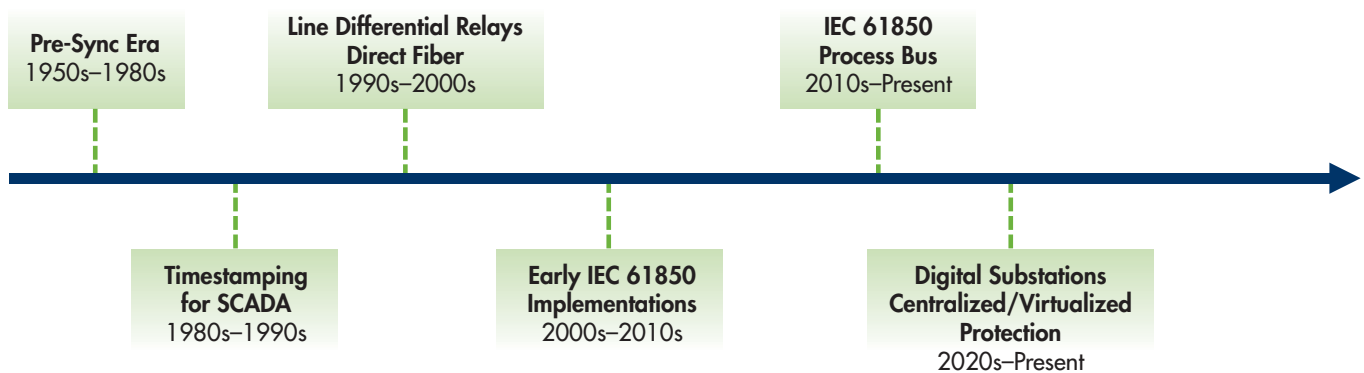 Pre-Sync Era
1950s–1980s
Timestamping
for SCADA
1980s–1990s
Line Differential Relays
Direct Fiber
1990s–2000s
Early IEC 61850
Implementations
2000s–2010s
IEC 61850
Process Bus
2010s–Present
Digital Substations
Centralized/Virtualized
Protection
2020s–Present